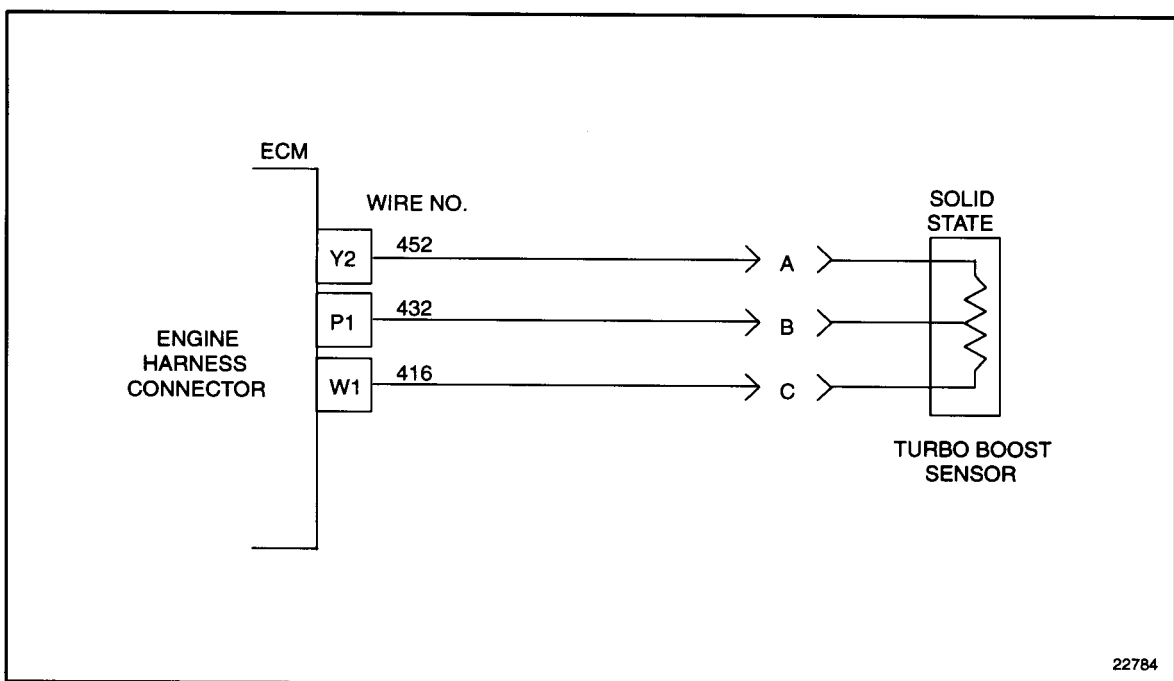 ECM
WIRE NO.
SOLID
STATE
Y2
452
A
P1
432
B
W1
416
C
ENGINE
HARNESS
CONNECTOR
TURBO BOOST
SENSOR
22784